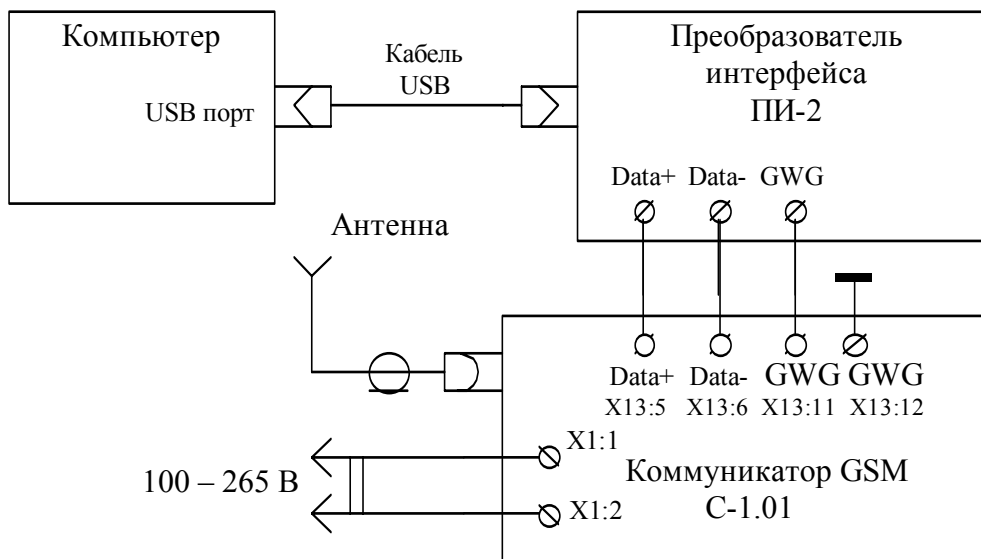 Компьютер
USB порт
Кабель
USB
Преобразователь
интерфейса
ПИ-2
Data+ Data- GWG
Антенна
Data+ Data- GWG GWG
X13:5 X13:6 X13:11 X13:12
X1:1
100 – 265 В
Коммуникатор GSM
С-1.01
X1:2